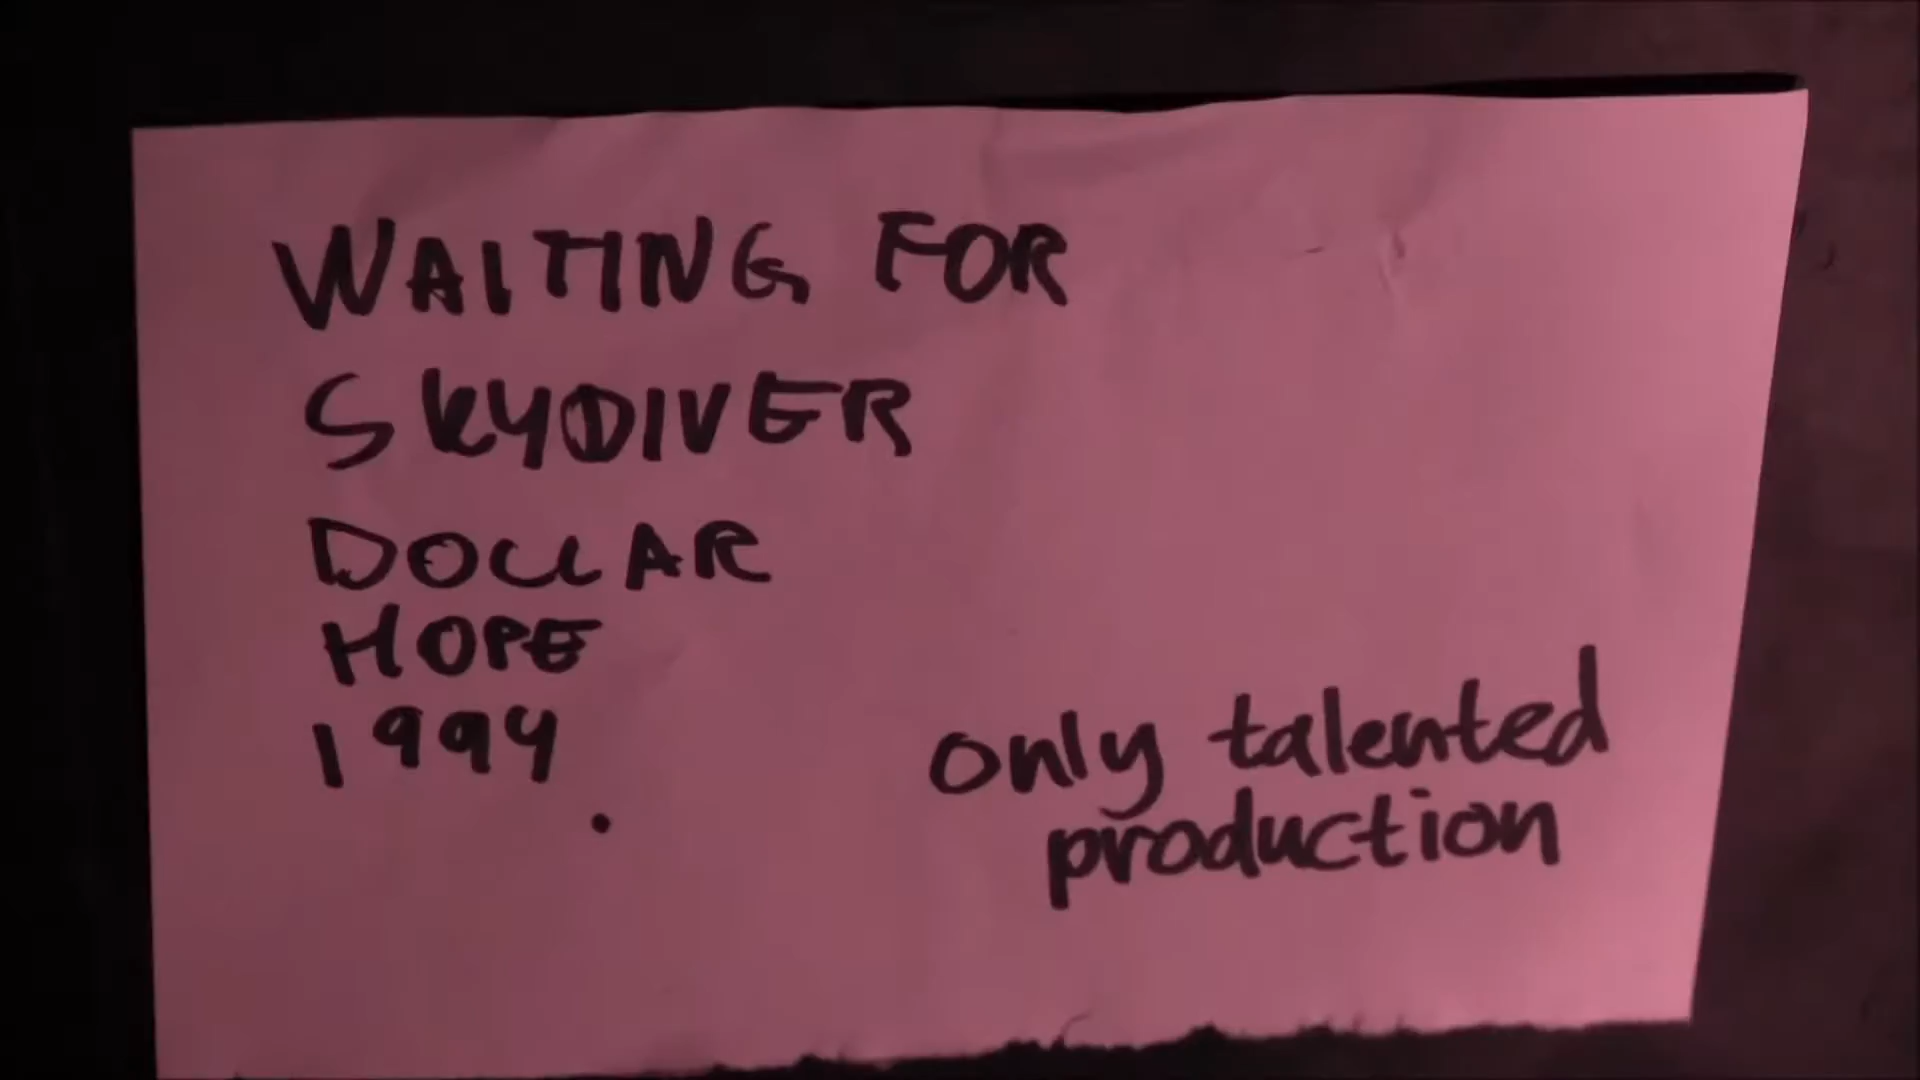 WAITING FOR
SKYDIVER
DOLLAR
HOPE
1994
.
only talented
production